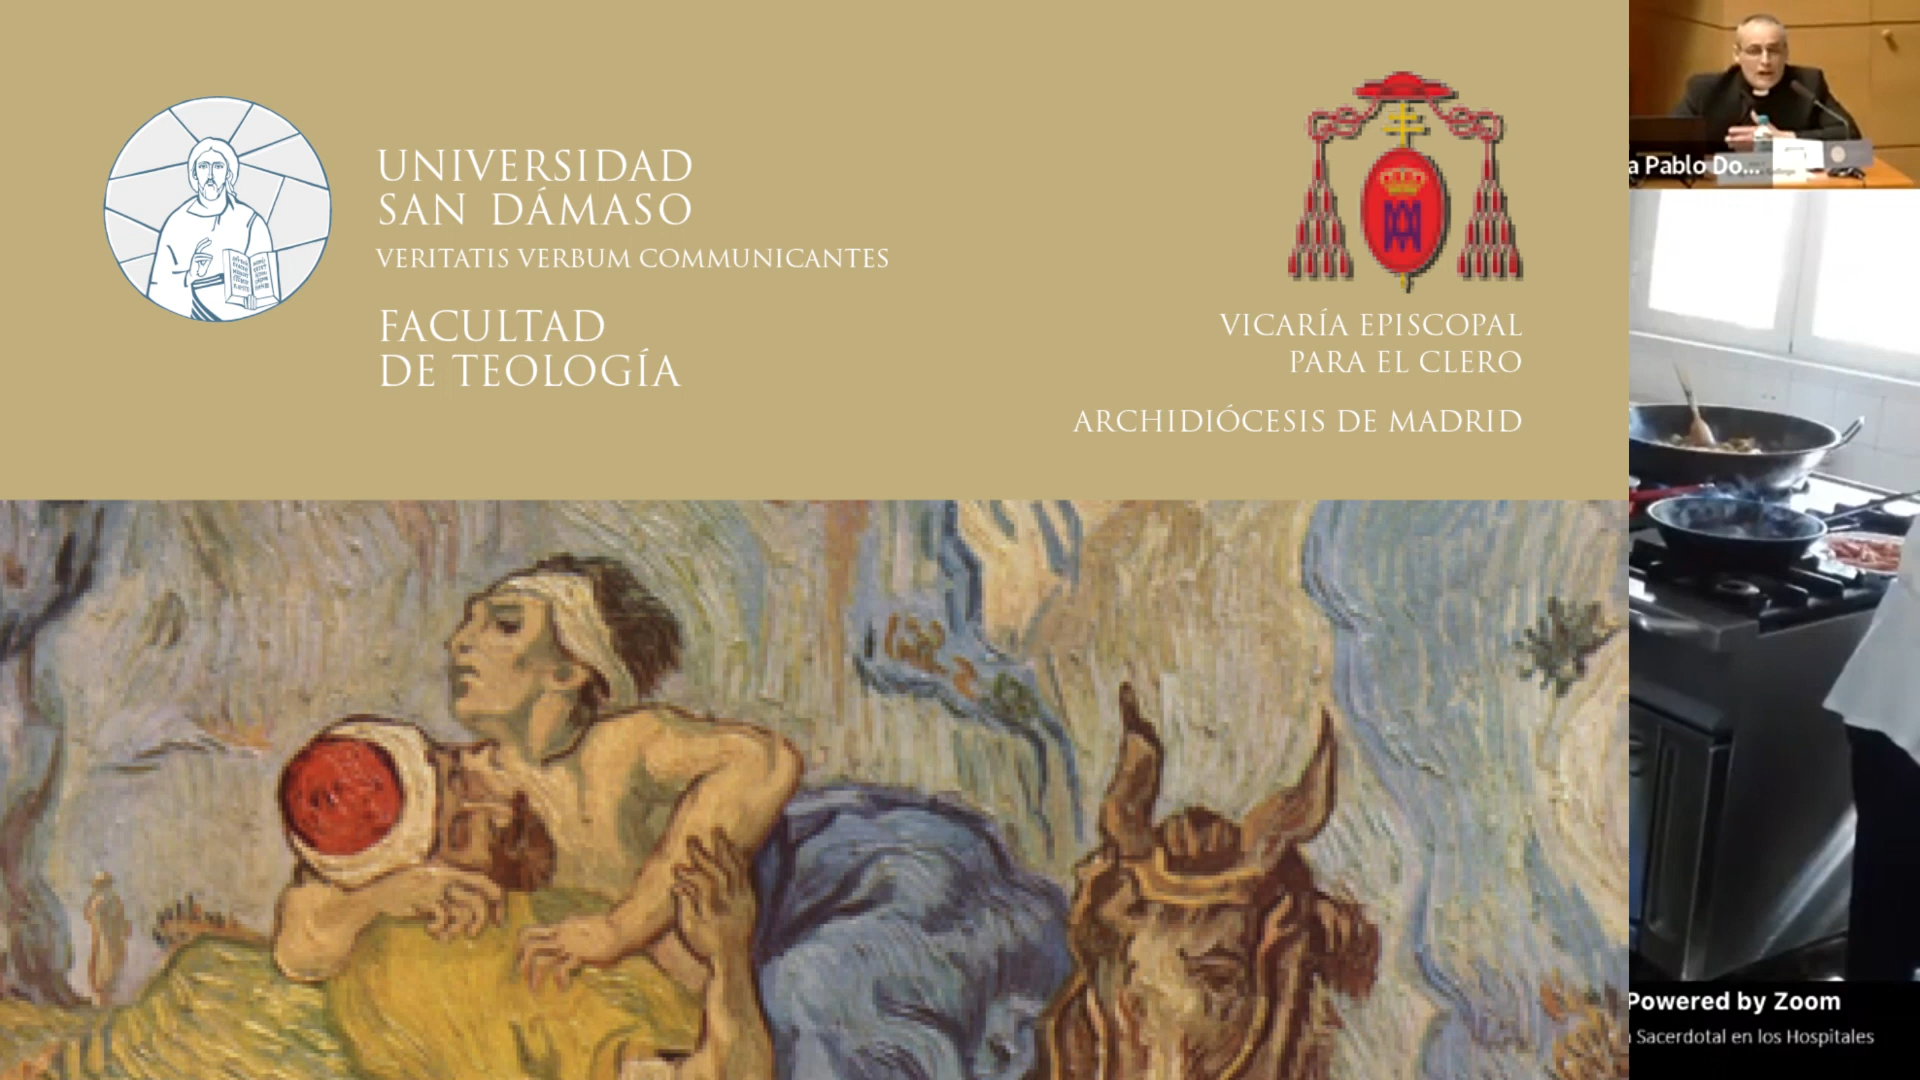 UNIVERSIDAD
SAN DÁMASO
VERITATIS VERBUM COMMUNICANTES
FACULTAD
DE TEOLOGÍA
VICARÍA EPISCOPAL
PARA EL CLERO
ARCHIDIÓCESIS DE MADRID
a Pablo Do...
Powered by Zoom
Sacerdotal en los Hospitales